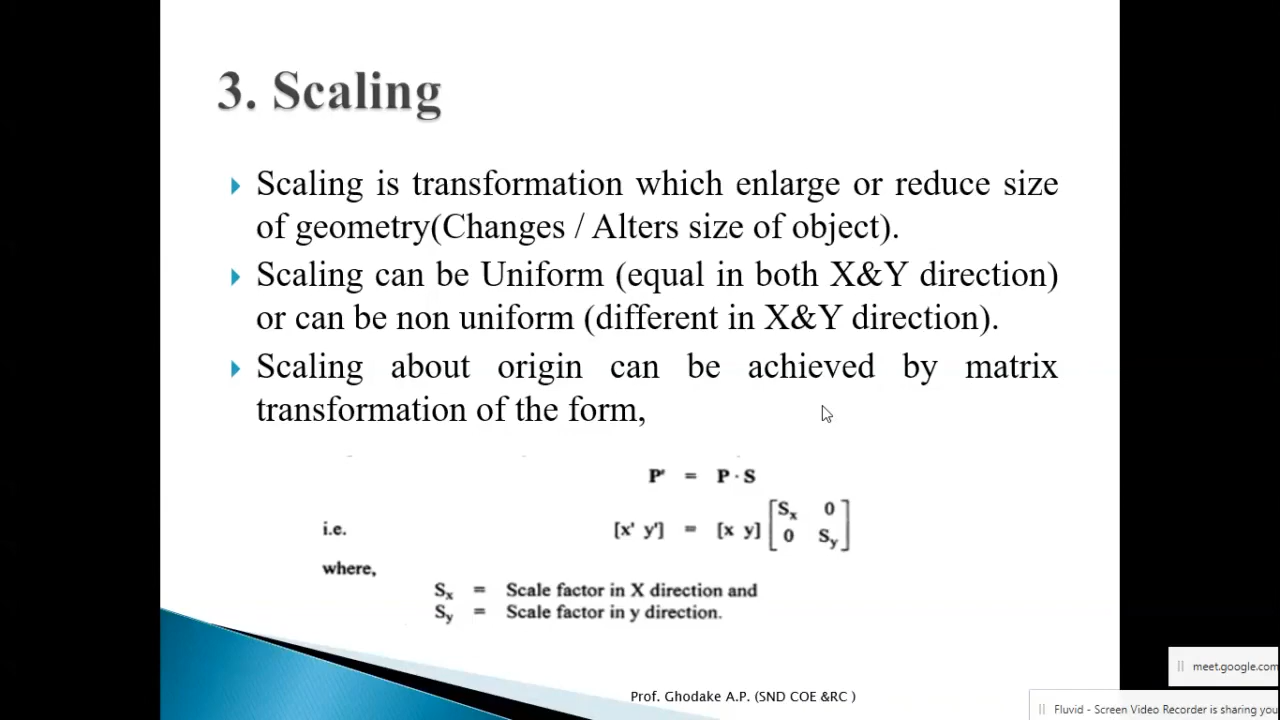 3. Scaling
Scaling is transformation which enlarge or reduce size
of geometry(Changes / Alters size of object).
Scaling can be Uniform (equal in both X&Y direction)
or can be non uniform (different in X&Y direction).
Scaling about origin can be achieved by matrix
transformation of the form,
P' = P · S
i.e. [x' y'] = [x y] [Sx 0
0 Sy]
where,
Sx = Scale factor in X direction and
Sy = Scale factor in y direction.
meet.google.com
Prof. Ghodake A.P. (SND COE &RC )
Fluvid - Screen Video Recorder is sharing you